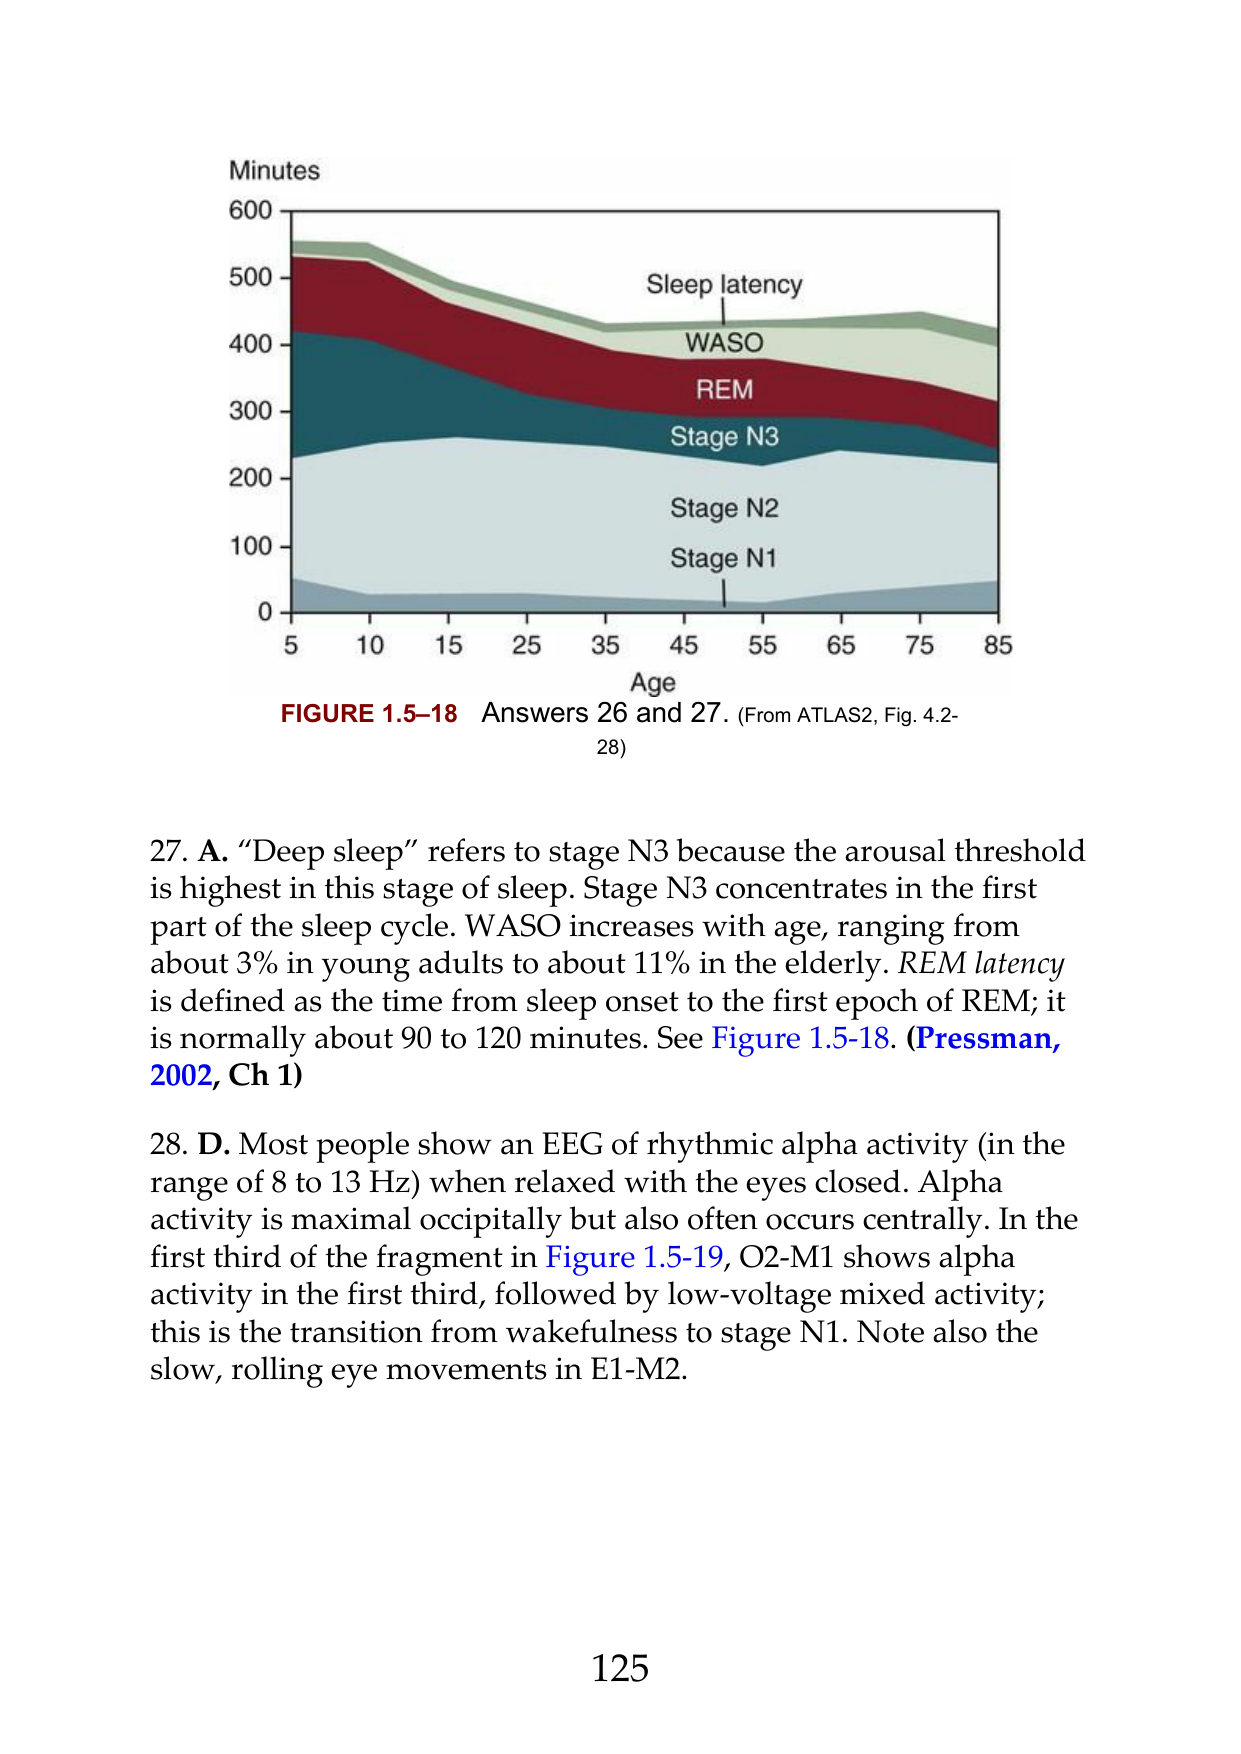 Minutes
600
500
400
300
200
100
0
Sleep latency
WASO
REM
Stage N3
Stage N2
Stage N1
5 10 15 25 35 45 55 65 75 85
Age
FIGURE 1.5–18 Answers 26 and 27. (From ATLAS2, Fig. 4.2-
28)
27. A. “Deep sleep” refers to stage N3 because the arousal threshold
is highest in this stage of sleep. Stage N3 concentrates in the first
part of the sleep cycle. WASO increases with age, ranging from
about 3% in young adults to about 11% in the elderly. REM latency
is defined as the time from sleep onset to the first epoch of REM; it
is normally about 90 to 120 minutes. See Figure 1.5-18. (Pressman,
2002, Ch 1)
28. D. Most people show an EEG of rhythmic alpha activity (in the
range of 8 to 13 Hz) when relaxed with the eyes closed. Alpha
activity is maximal occipitally but also often occurs centrally. In the
first third of the fragment in Figure 1.5-19, O2-M1 shows alpha
activity in the first third, followed by low-voltage mixed activity;
this is the transition from wakefulness to stage N1. Note also the
slow, rolling eye movements in E1-M2.
125